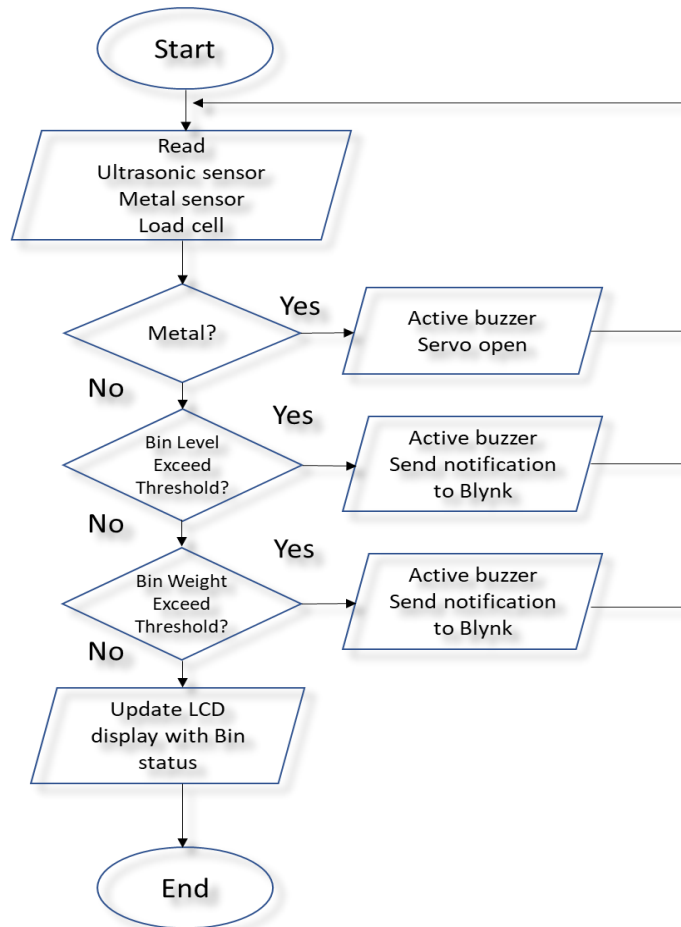 Start
Read
Ultrasonic sensor
Metal sensor
Load cell
Metal?
Yes
Active buzzer
Servo open
No
Bin Level
Exceed
Threshold?
Yes
Active buzzer
Send notification
to Blynk
No
Bin Weight
Exceed
Threshold?
Yes
Active buzzer
Send notification
to Blynk
No
Update LCD
display with Bin
status
End